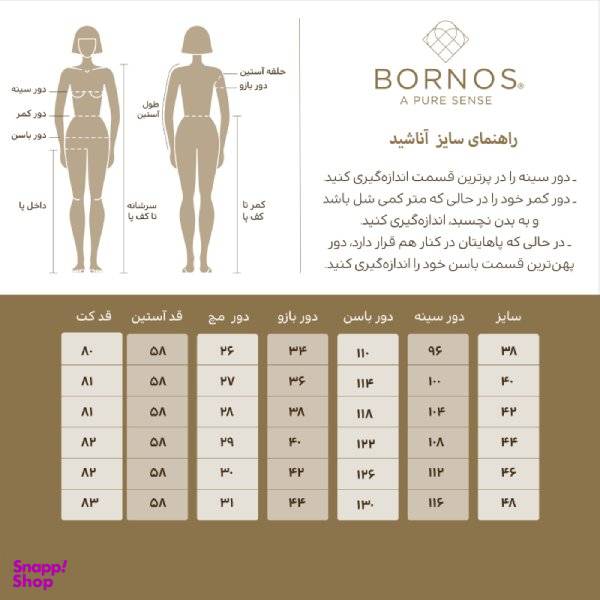 BORNOS®
A PURE SENSE
راهنمای سایز آناشید
- دور سینه را در پرترین قسمت اندازه‌گیری کنید.
- دور کمر خود را در حالی که متر کمی شل باشد
و به بدن نچسبد، اندازه‌گیری کنید.
- در حالی که پاهایتان در کنار هم قرار دارد، دور
پهن‌ترین قسمت باسن خود را اندازه‌گیری کنید.
حلقه آستین
دور بازو
طول
آستین
کمر تا
کف پا
دور سینه
دور کمر
دور باسن
داخل پا
سرشانه
تا کف پا
سایز دور سینه دور باسن دور بازو دور مچ قد آستین قد کت
۳۸ ۹۶ ۱۱۰ ۳۴ ۲۶ ۵۸ ۸۰
۴۰ ۱۰۰ ۱۱۴ ۳۶ ۲۷ ۵۸ ۸۱
۴۲ ۱۰۴ ۱۱۸ ۳۸ ۲۸ ۵۸ ۸۱
۴۴ ۱۰۸ ۱۲۲ ۴۰ ۲۹ ۵۸ ۸۲
۴۶ ۱۱۲ ۱۲۶ ۴۲ ۳۰ ۵۸ ۸۲
۴۸ ۱۱۶ ۱۳۰ ۴۴ ۳۱ ۵۸ ۸۳
Snapp!
Shop